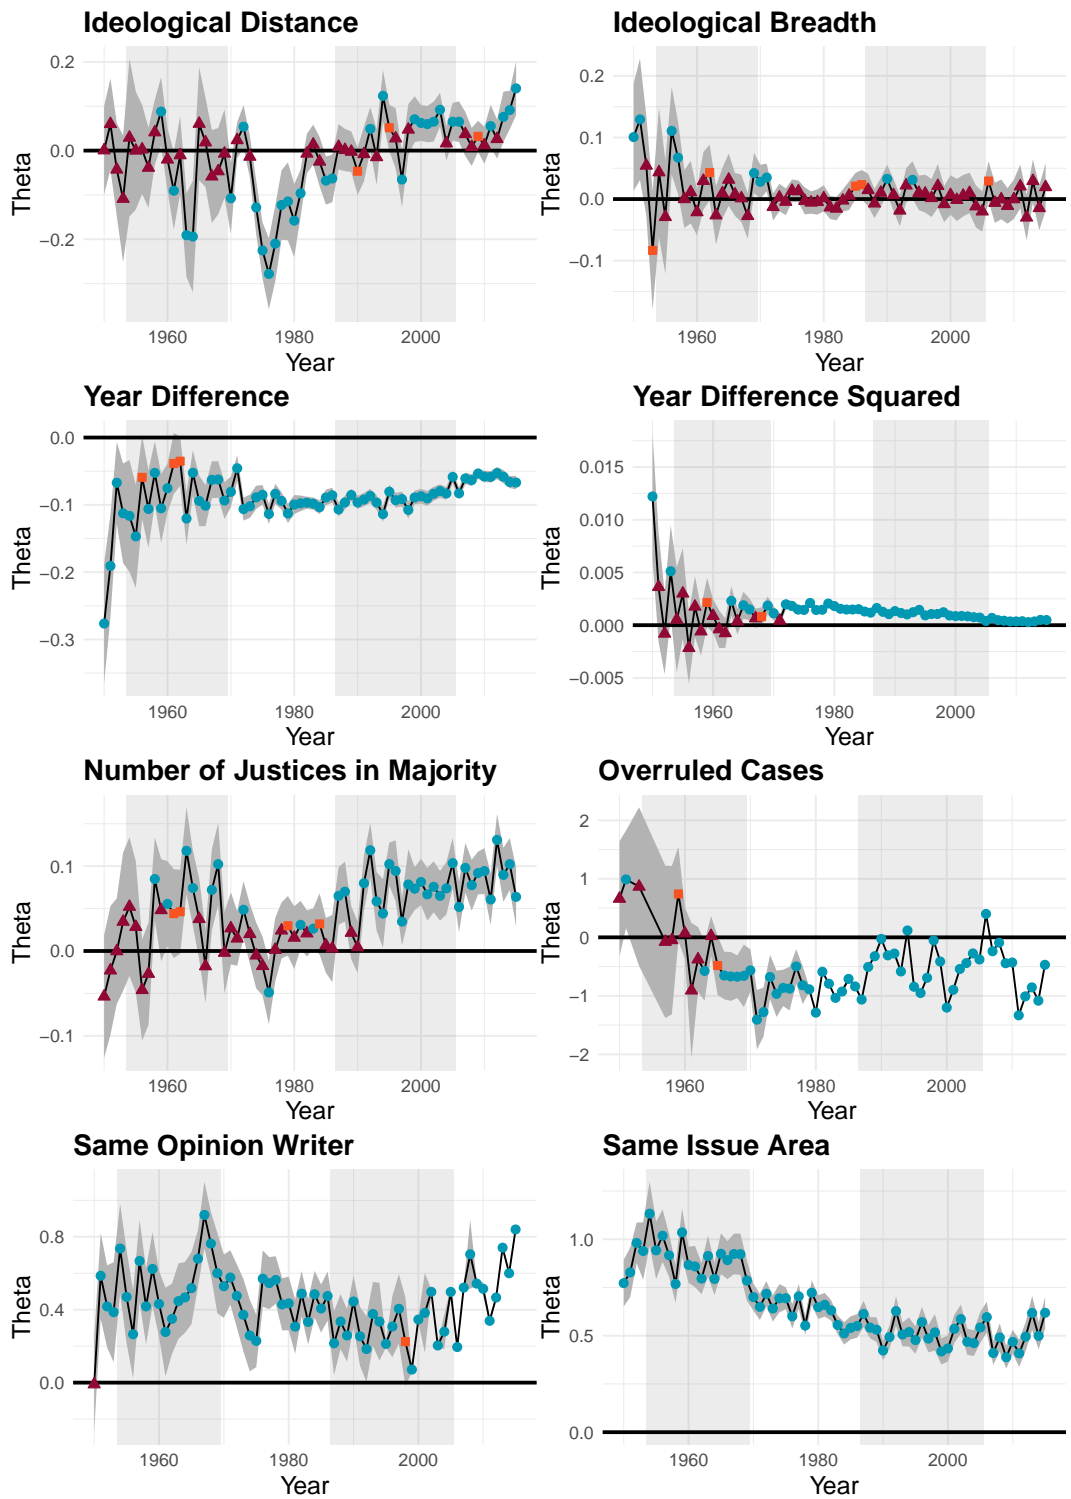 Ideological Distance
Ideological Breadth
0.2
0.0
−0.2
Theta
1960
1980
2000
Year
0.2
0.1
0.0
−0.1
Theta
1960
1980
2000
Year
Year Difference
Year Difference Squared
0.0
−0.1
−0.2
−0.3
Theta
1960
1980
2000
Year
0.015
0.010
0.005
0.000
−0.005
Theta
1960
1980
2000
Year
Number of Justices in Majority
Overruled Cases
0.1
0.0
−0.1
Theta
1960
1980
2000
Year
2
1
0
−1
−2
Theta
1960
1980
2000
Year
Same Opinion Writer
Same Issue Area
0.8
0.4
0.0
Theta
1960
1980
2000
Year
1.0
0.5
0.0
Theta
1960
1980
2000
Year